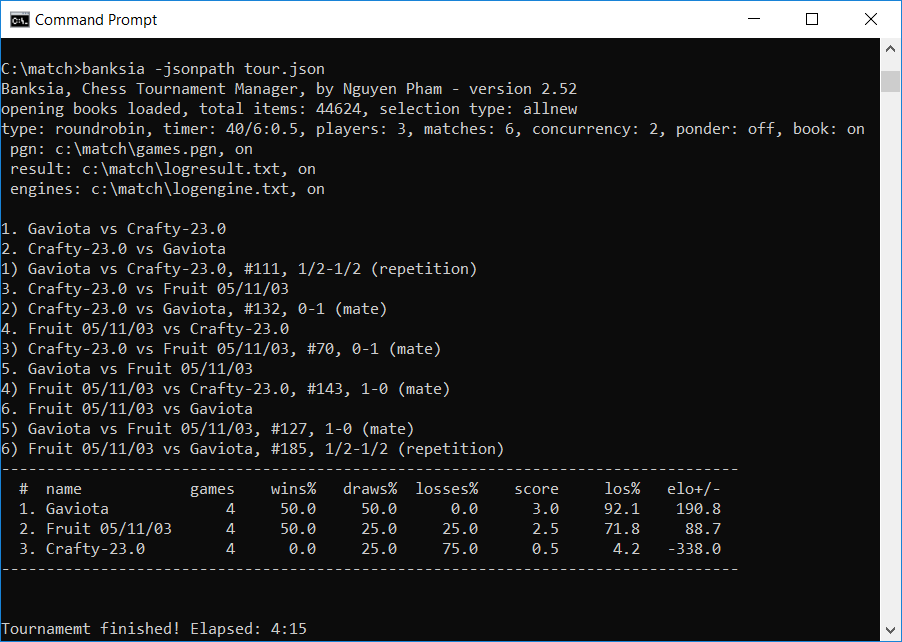 Command Prompt
C:\match>banksia -jsonpath tour.json
Banksia, Chess Tournament Manager, by Nguyen Pham - version 2.52
opening books loaded, total items: 44624, selection type: allnew
type: roundrobin, timer: 40/6:0.5, players: 3, matches: 6, concurrency: 2, ponder: off, book: on
 pgn: c:\match\games.pgn, on
 result: c:\match\logresult.txt, on
 engines: c:\match\logengine.txt, on
1. Gaviota vs Crafty-23.0
2. Crafty-23.0 vs Gaviota
1) Gaviota vs Crafty-23.0, #111, 1/2-1/2 (repetition)
3. Crafty-23.0 vs Fruit 05/11/03
2) Crafty-23.0 vs Gaviota, #132, 0-1 (mate)
4. Fruit 05/11/03 vs Crafty-23.0
3) Crafty-23.0 vs Fruit 05/11/03, #70, 0-1 (mate)
5. Gaviota vs Fruit 05/11/03
4) Fruit 05/11/03 vs Crafty-23.0, #143, 1-0 (mate)
6. Fruit 05/11/03 vs Gaviota
5) Gaviota vs Fruit 05/11/03, #127, 1-0 (mate)
6) Fruit 05/11/03 vs Gaviota, #185, 1/2-1/2 (repetition)
----------------------------------------------------------------------------------
  #  name            games    wins%   draws%  losses%    score     los%   elo+/-
  1. Gaviota             4     50.0     50.0      0.0      3.0     92.1    190.8
  2. Fruit 05/11/03      4     50.0     25.0     25.0      2.5     71.8     88.7
  3. Crafty-23.0         4      0.0     25.0     75.0      0.5      4.2   -338.0
----------------------------------------------------------------------------------
Tournamemt finished! Elapsed: 4:15